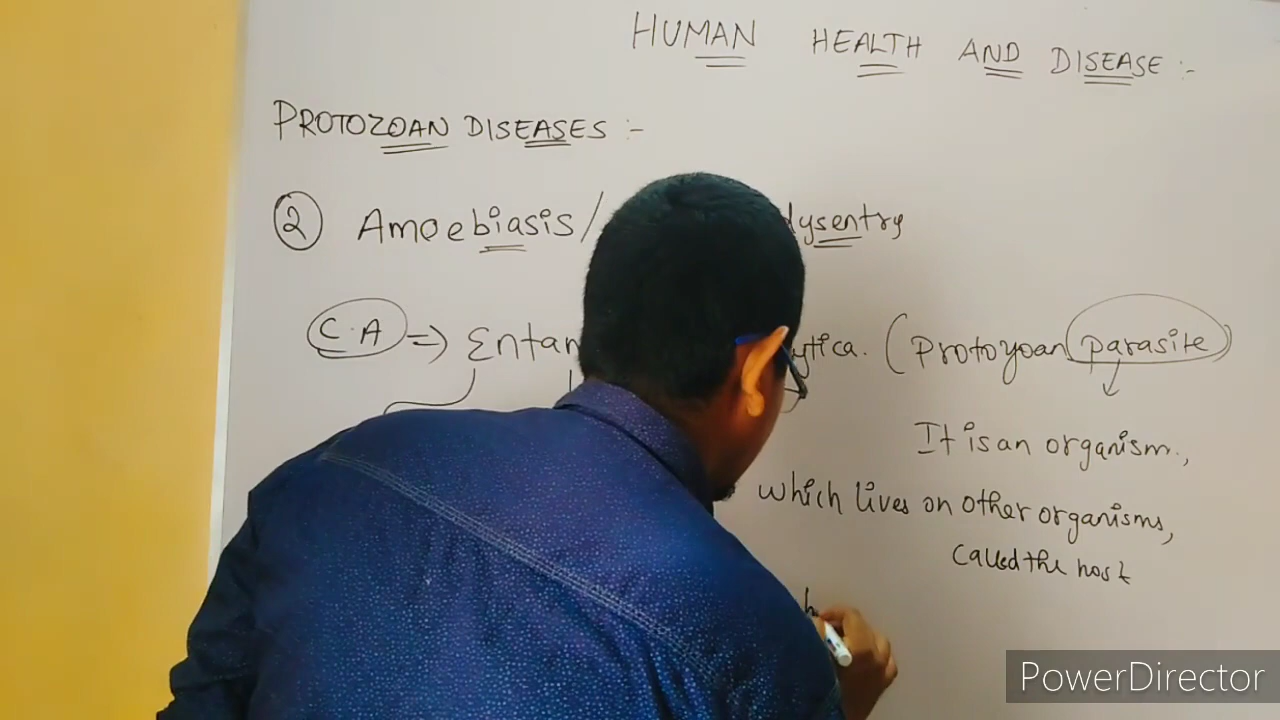 HUMAN HEALTH AND DISEASE :-
PROTOZOAN DISEASES :-
2 Amoebiasis/ dysentry
C.A => Entam ytica. (Protozoan parasite)
It is an organism.,
which lives on other organisms,
Called the host
PowerDirector